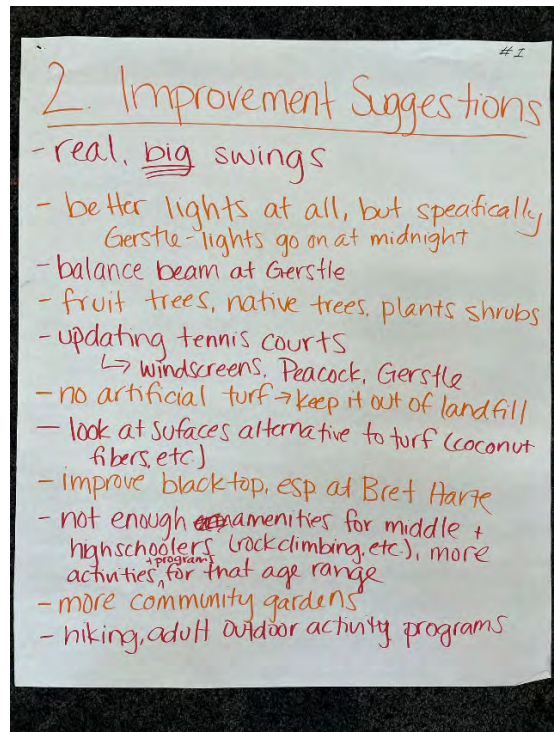 #1
2. Improvement Suggestions
- real, big swings
- better lights at all, but speafically
Gerstle - lights go on at midnight
- balance beam at Gerstle
- fruit trees, native trees, plants shrubs
- updating tennis courts
↳ windscreens, Peacock, Gerstle
- no artificial turf → keep it out of landfill
- look at sufaces alternative to turf (coconut
fibers, etc.)
- improve blacktop, esp at Bret Harte
- not enough amenities for middle +
highschoolers (rockclimbing, etc.), more
activities + program for that age range
- more community gardens
- hiking, adult outdoor activity programs